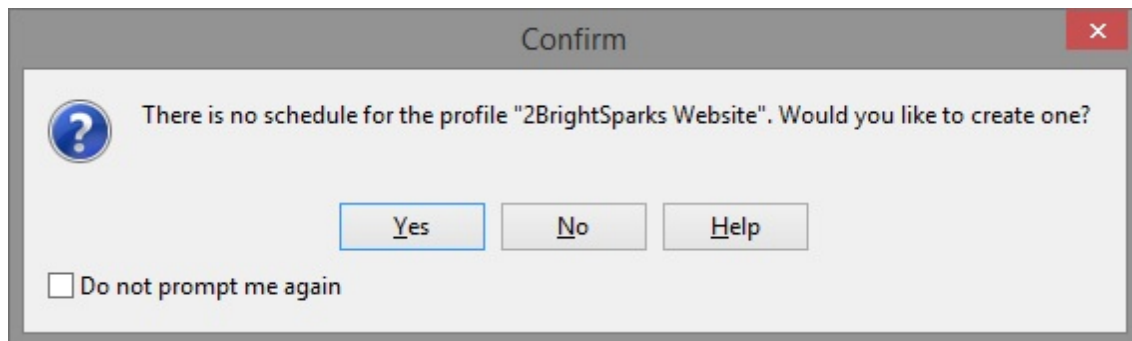 Confirm
There is no schedule for the profile "2BrightSparks Website". Would you like to create one?
Yes No Help
Do not prompt me again